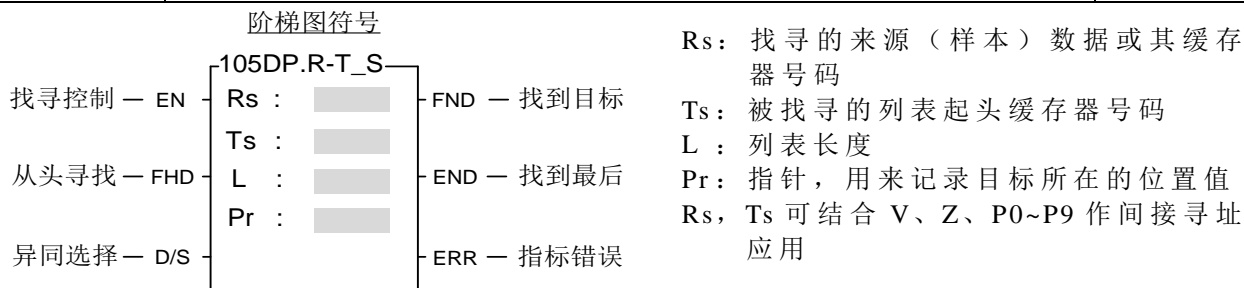 阶梯图符号
105DP.R-T_S
找寻控制 — EN
Rs :
FND — 找到目标
Ts :
从头寻找 — FHD
L :
END — 找到最后
Pr :
异同选择 — D/S
ERR — 指标错误
Rs: 找寻的来源（样本）数据或其缓存
器号码
Ts: 被找寻的列表起头缓存器号码
L : 列表长度
Pr: 指针，用来记录目标所在的位置值
Rs, Ts 可结合 V、Z、P0~P9 作间接寻址
应用